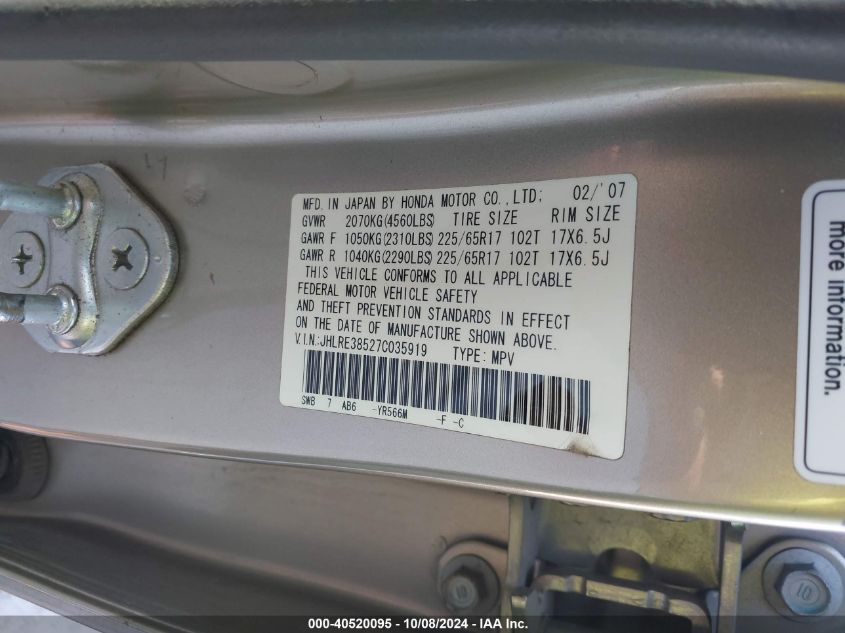 MFD. IN JAPAN BY HONDA MOTOR CO.,LTD: 02/'07
GVWR 2070KG(4560LBS) TIRE SIZE RIM SIZE
GAWR F 1050KG(2310LBS) 225/65R17 102T 17X6.5J
GAWR R 1040KG(2290LBS) 225/65R17 102T 17X6.5J
THIS VEHICLE CONFORMS TO ALL APPLICABLE
FEDERAL MOTOR VEHICLE SAFETY
AND THEFT PREVENTION STANDARDS IN EFFECT
ON THE DATE OF MANUFACTURE SHOWN ABOVE.
V.I.N.:JHLRE38527C035919 TYPE: MPV
SWB 7 AB6 -YR566M -F -C
more information.
10
000-40520095 - 10/08/2024 - IAAI Inc.